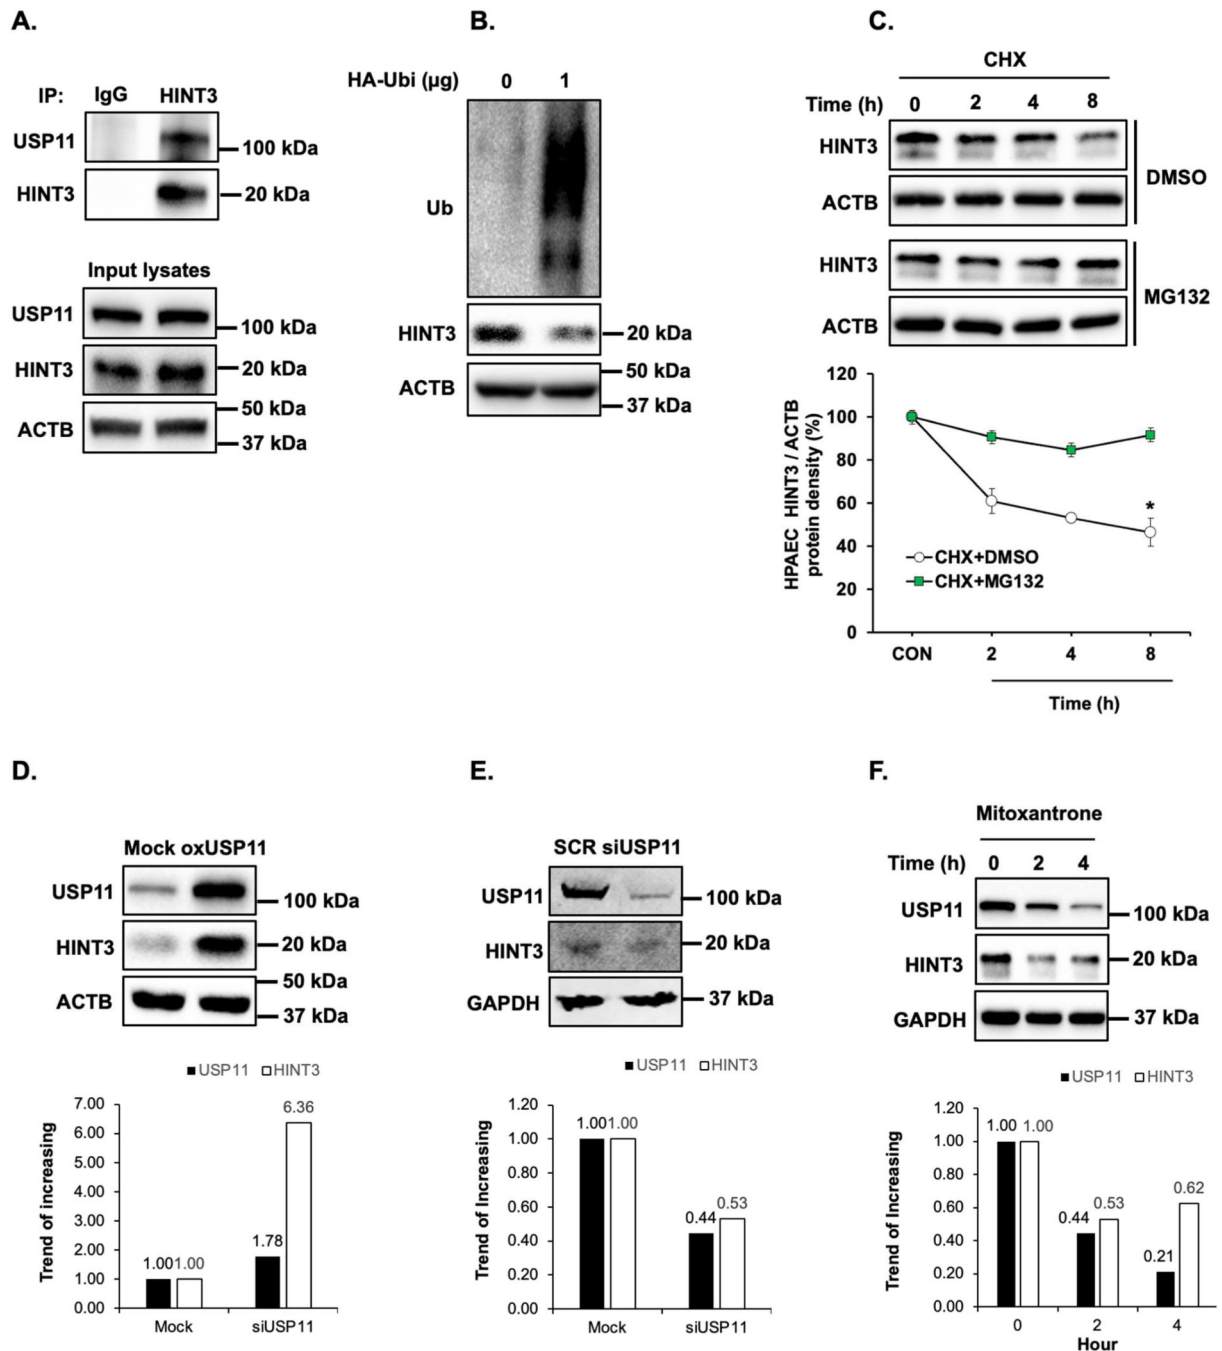 A.
IP: IgG HINT3
USP11
100 kDa
HINT3
20 kDa
Input lysates
USP11
100 kDa
HINT3
20 kDa
50 kDa
ACTB
37 kDa
B.
HA-Ubi (µg) 0 1
Ub
HINT3
20 kDa
50 kDa
ACTB
37 kDa
C.
CHX
Time (h) 0 2 4 8
HINT3
ACTB
DMSO
HINT3
ACTB
MG132
HPAEC HINT3 / ACTB
protein density (%)
120
100
80
60
40
20
0
*
CHX+DMSO
CHX+MG132
CON 2 4 8
Time (h)
D.
Mock oxUSP11
USP11
100 kDa
HINT3
20 kDa
50 kDa
ACTB
37 kDa
USP11 HINT3
Trend of increasing
7.00
6.00
5.00
4.00
3.00
2.00
1.00
0.00
1.00 1.00
1.78
6.36
Mock siUSP11
E.
SCR siUSP11
USP11
100 kDa
HINT3
20 kDa
GAPDH
37 kDa
USP11 HINT3
Trend of Increasing
1.20
1.00
0.80
0.60
0.40
0.20
0.00
1.00 1.00
0.44
0.53
Mock siUSP11
F.
Mitoxantrone
Time (h) 0 2 4
USP11
100 kDa
HINT3
20 kDa
GAPDH
37 kDa
USP11 HINT3
Trend of Increasing
1.20
1.00
0.80
0.60
0.40
0.20
0.00
1.00 1.00
0.44
0.53
0.21
0.62
0 2 4
Hour